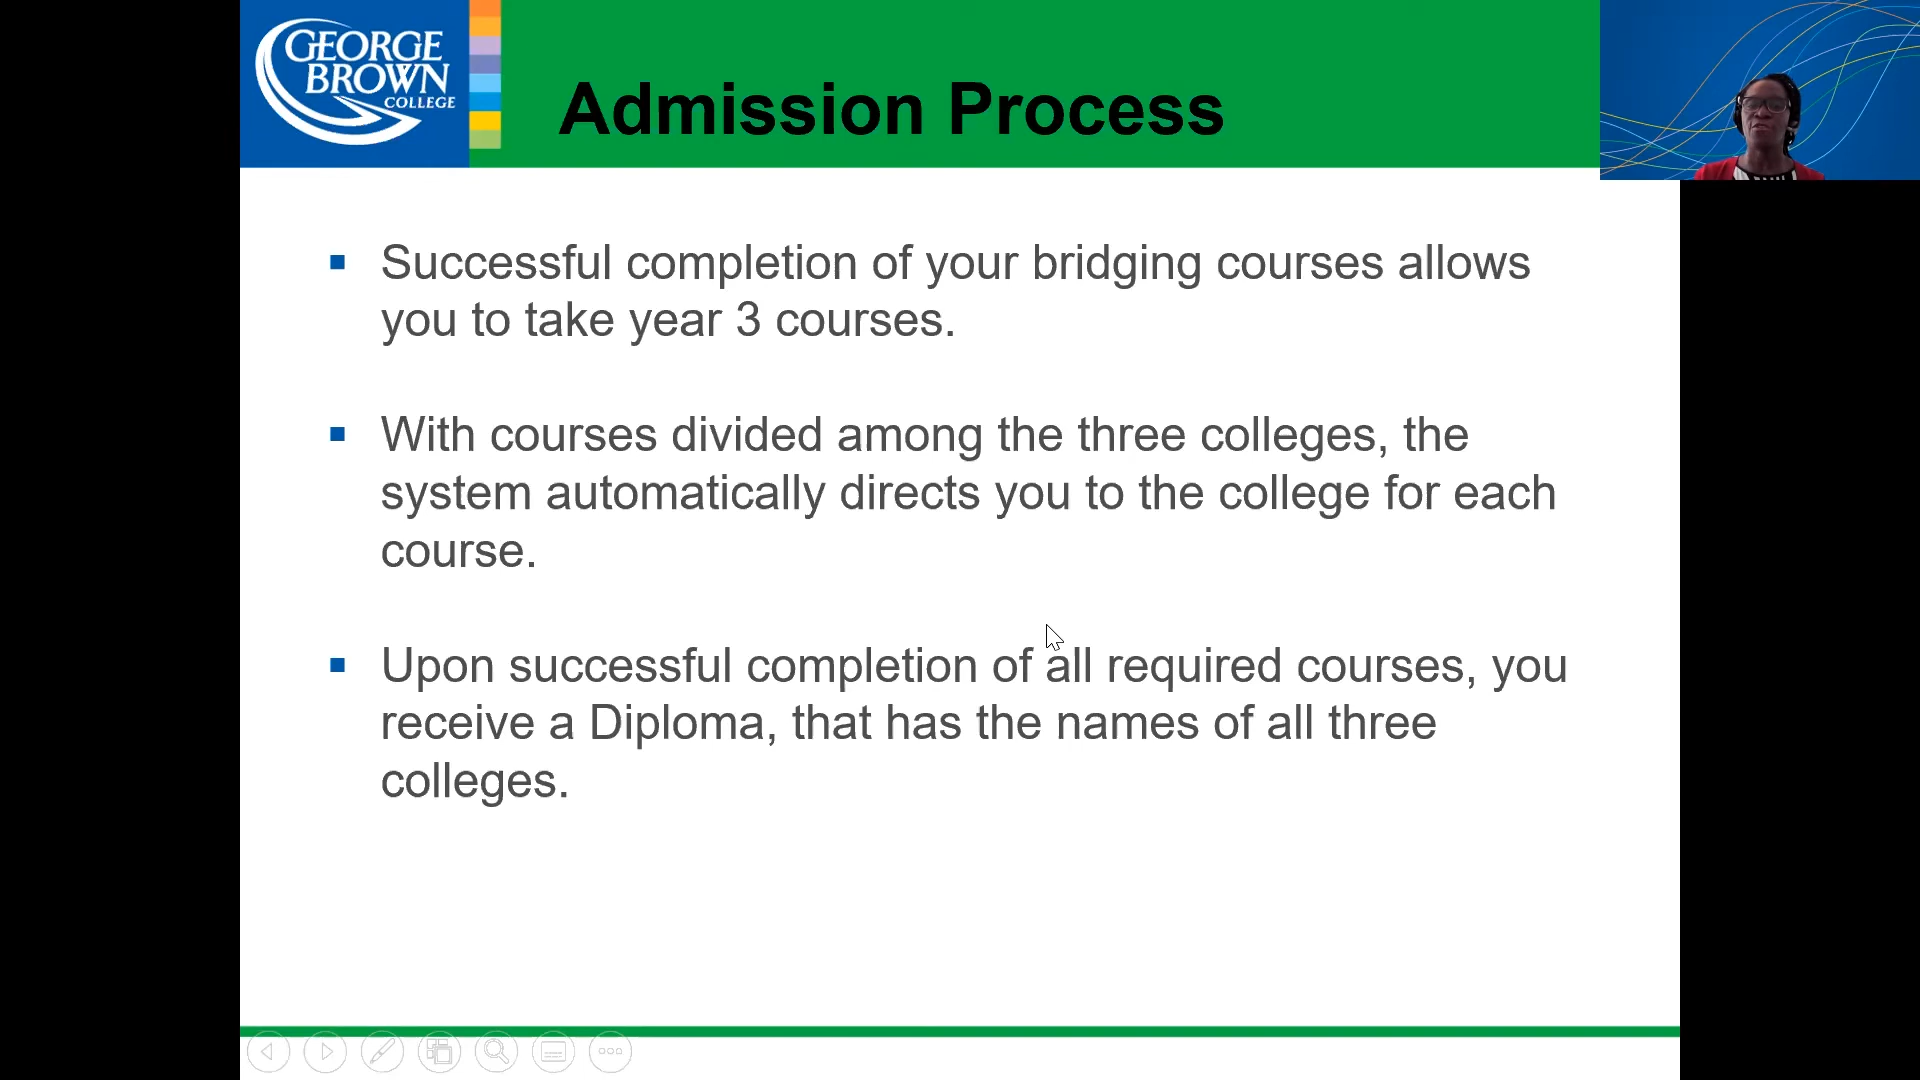 GEORGE
BROWN
COLLEGE
Admission Process
Successful completion of your bridging courses allows
you to take year 3 courses.
With courses divided among the three colleges, the
system automatically directs you to the college for each
course.
Upon successful completion of all required courses, you
receive a Diploma, that has the names of all three
colleges.